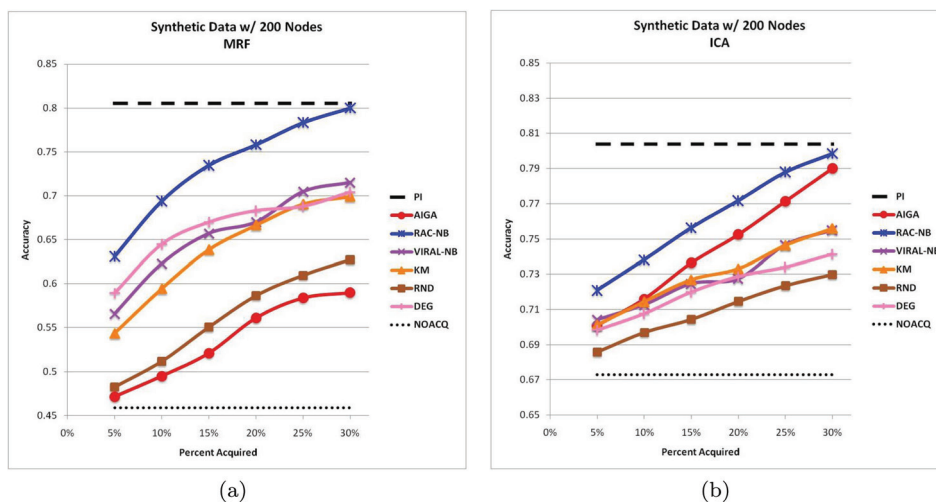 Synthetic Data w/ 200 Nodes
MRF
0.85
0.8
0.75
0.7
0.65
0.6
0.55
0.5
0.45
Accuracy
0%
5%
10%
15%
20%
25%
30%
Percent Acquired
PI
AIGA
RAC-NB
VIRAL-NB
KM
RND
DEG
NOACQ
(a)
Synthetic Data w/ 200 Nodes
ICA
0.85
0.83
0.81
0.79
0.77
0.75
0.73
0.71
0.69
0.67
0.65
Accuracy
0%
5%
10%
15%
20%
25%
30%
Percent Acquired
PI
AIGA
RAC-NB
VIRAL-NB
KM
RND
DEG
NOACQ
(b)